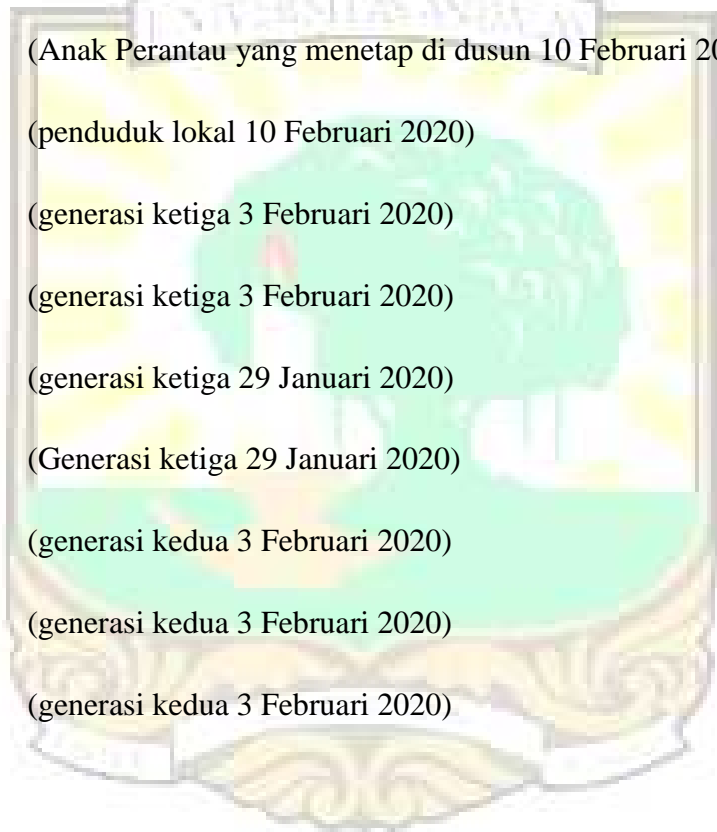 (Anak Perantau yang menetap di dusun 10 Februari 20
(penduduk lokal 10 Februari 2020)
(generasi ketiga 3 Februari 2020)
(generasi ketiga 3 Februari 2020)
(generasi ketiga 29 Januari 2020)
(Generasi ketiga 29 Januari 2020)
(generasi kedua 3 Februari 2020)
(generasi kedua 3 Februari 2020)
(generasi kedua 3 Februari 2020)